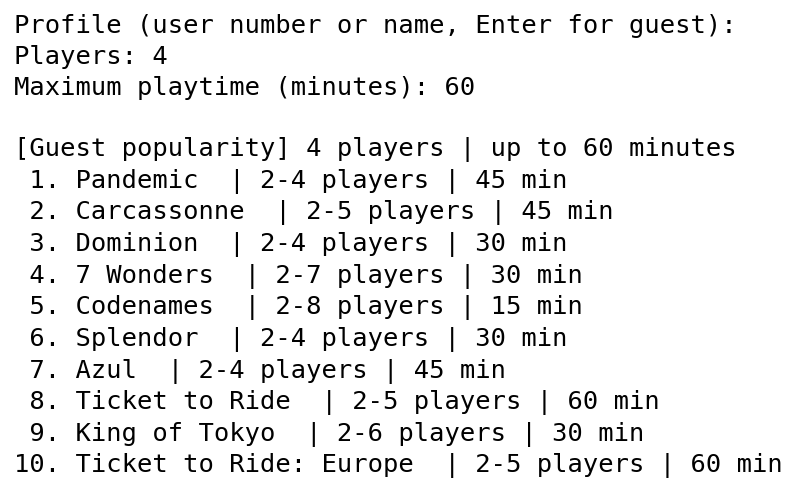 Profile (user number or name, Enter for guest):
Players: 4
Maximum playtime (minutes): 60

[Guest popularity] 4 players | up to 60 minutes
 1. Pandemic  | 2-4 players | 45 min
 2. Carcassonne  | 2-5 players | 45 min
 3. Dominion  | 2-4 players | 30 min
 4. 7 Wonders  | 2-7 players | 30 min
 5. Codenames  | 2-8 players | 15 min
 6. Splendor  | 2-4 players | 30 min
 7. Azul  | 2-4 players | 45 min
 8. Ticket to Ride  | 2-5 players | 60 min
 9. King of Tokyo  | 2-6 players | 30 min
10. Ticket to Ride: Europe  | 2-5 players | 60 min